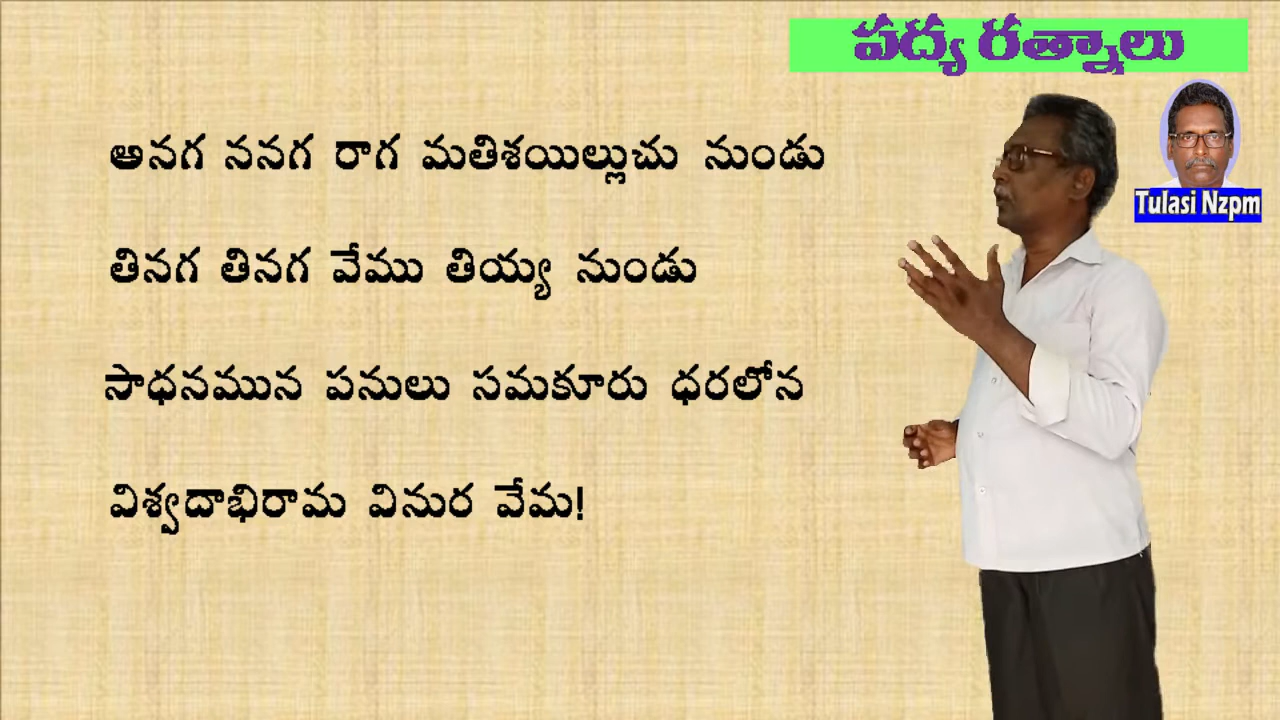 పద్య రత్నాలు
అనగ ననగ రాగ మతిశయిల్లుచు నుండు
తినగ తినగ వేము తియ్య నుండు
సాధనమున పనులు సమకూరు ధరలోన
విశ్వదాభిరామ వినుర వేమ!
Tulasi Nzpm